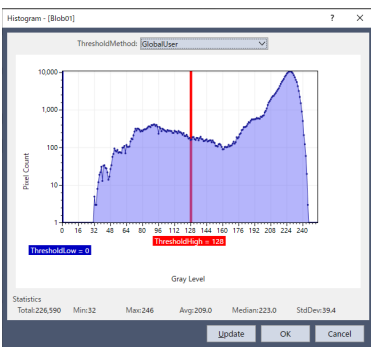 Histogram - [Blob01] ? ×
ThresholdMethod: GlobalUser
10,000
1,000
100
10
1
Pixel Count
0 16 32 48 64 80 96 112 128 144 160 176 192 208 224 240
ThresholdHigh = 128
ThresholdLow = 0
Gray Level
Statistics
Total:226,590 Min:32 Max:246 Avg:209.0 Median:223.0 StdDev:39.4
Update OK Cancel